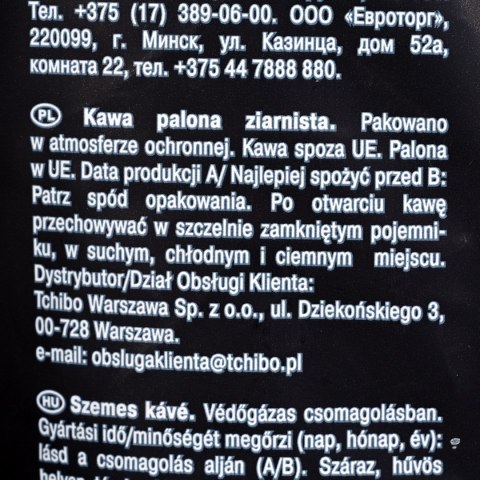 Тел. +375 (17) 389-06-00. ООО «Евроторг»,
220099, г. Минск, ул. Казинца, дом 52а,
комната 22, тел. +375 44 7888 880.
PL Kawa palona ziarnista. Pakowano
w atmosferze ochronnej. Kawa spoza UE. Palona
w UE. Data produkcji A/ Najlepiej spożyć przed B:
Patrz spód opakowania. Po otwarciu kawę
przechowywać w szczelnie zamkniętym pojemni-
ku, w suchym, chłodnym i ciemnym miejscu.
Dystrybutor/Dział Obsługi Klienta:
Tchibo Warszawa Sp. z o.o., ul. Dziekońskiego 3,
00-728 Warszawa.
e-mail: obslugaklienta@tchibo.pl
HU Szemes kávé. Védőgázas csomagolásban.
Gyártási idő/minőségét megőrzi (nap, hónap, év):
lásd a csomagolás alján (A/B). Száraz, hűvös